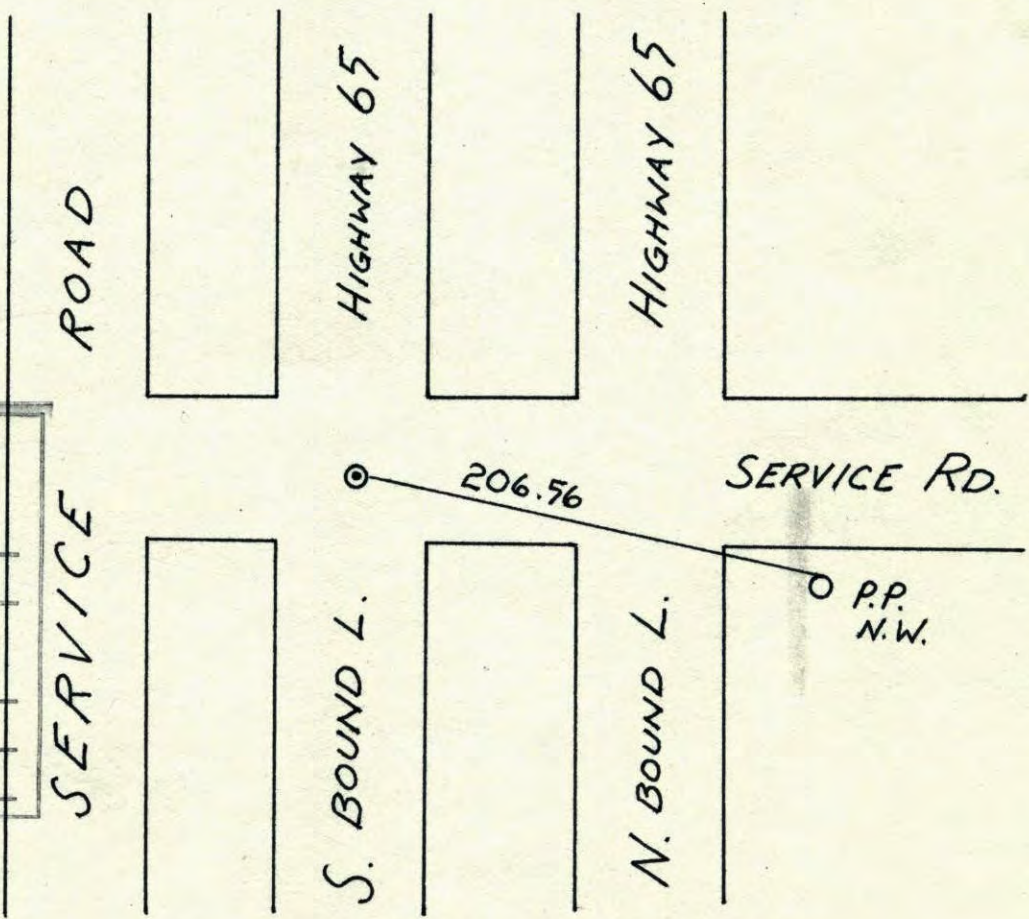 SERVICE ROAD
HIGHWAY 65
HIGHWAY 65
206.56
SERVICE RD.
P.P.
N.W.
S. BOUND L.
N. BOUND L.